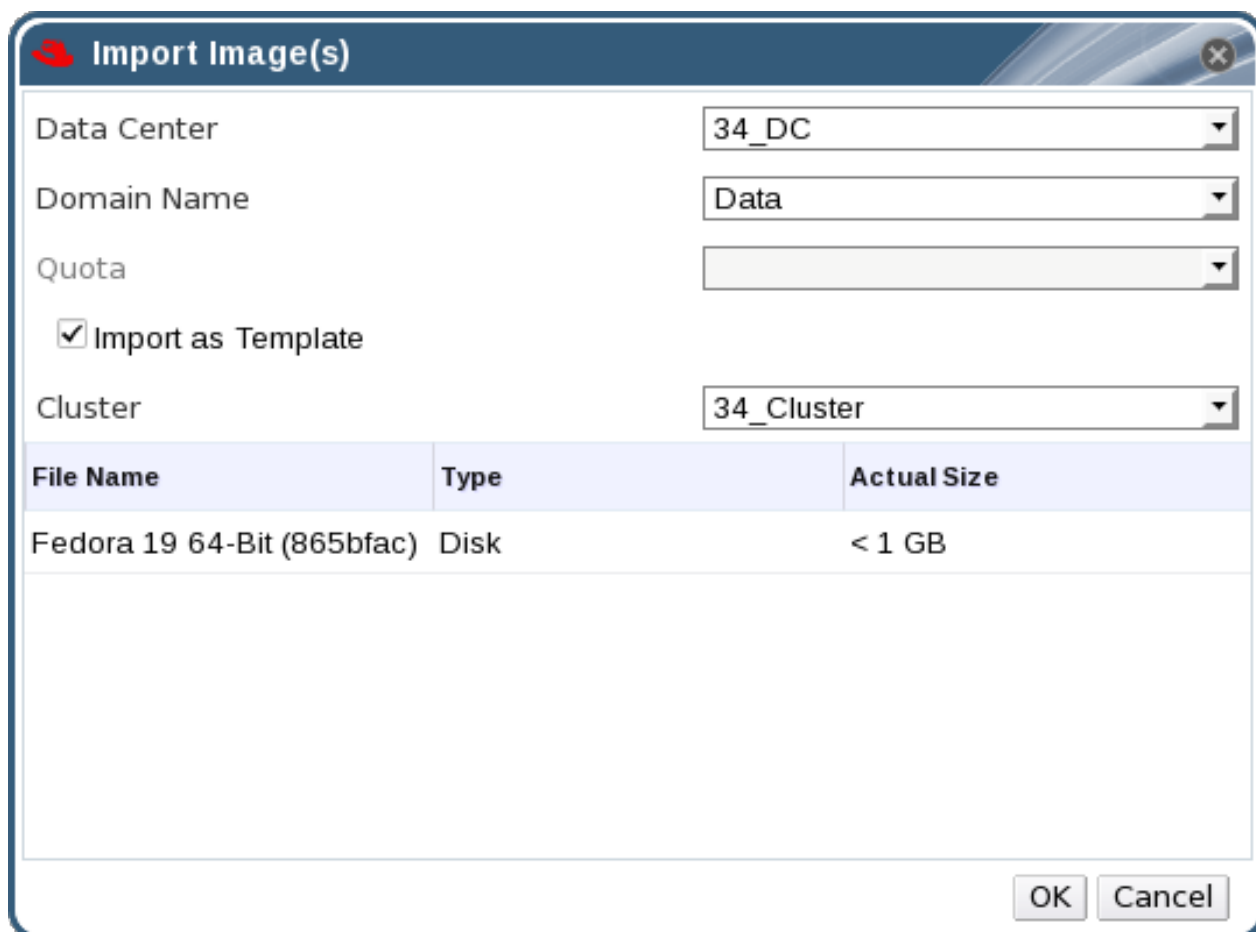 Import Image(s)
Data Center 34_DC
Domain Name Data
Quota
Import as Template
Cluster 34_Cluster
File Name Type Actual Size
Fedora 19 64-Bit (865bfac) Disk < 1 GB
OK Cancel